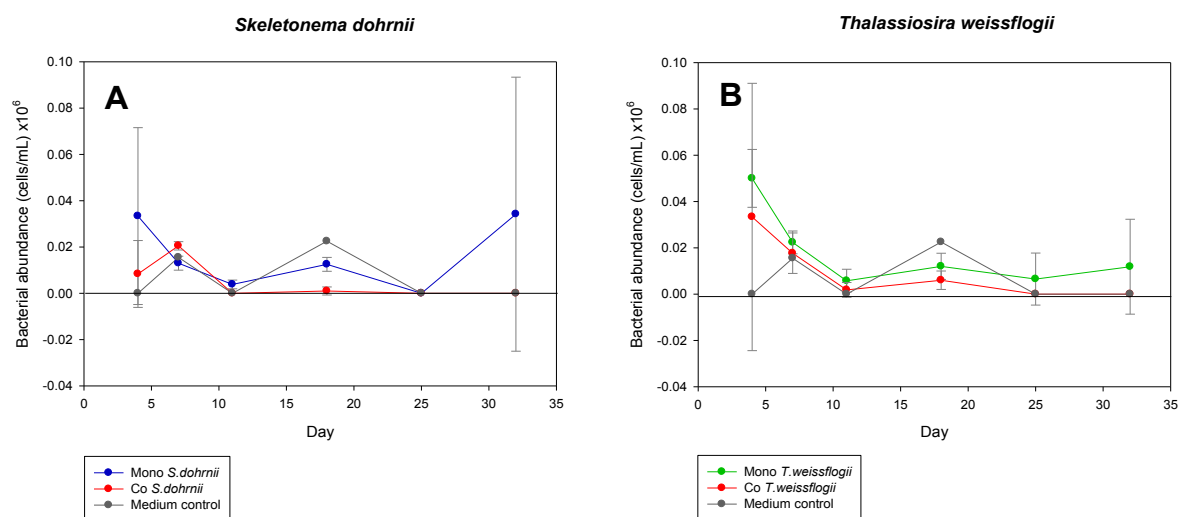 Skeletonema dohrnii
Thalassiosira weissflogii
A
Bacterial abundance (cells/mL) x10⁶
0.10
0.08
0.06
0.04
0.02
0.00
-0.02
-0.04
0 5 10 15 20 25 30 35
Day
Mono S.dohrnii
Co S.dohrnii
Medium control
B
Bacterial abundance (cells/mL) x10⁶
0.10
0.08
0.06
0.04
0.02
0.00
-0.02
-0.04
0 5 10 15 20 25 30 35
Day
Mono T.weissflogii
Co T.weissflogii
Medium control